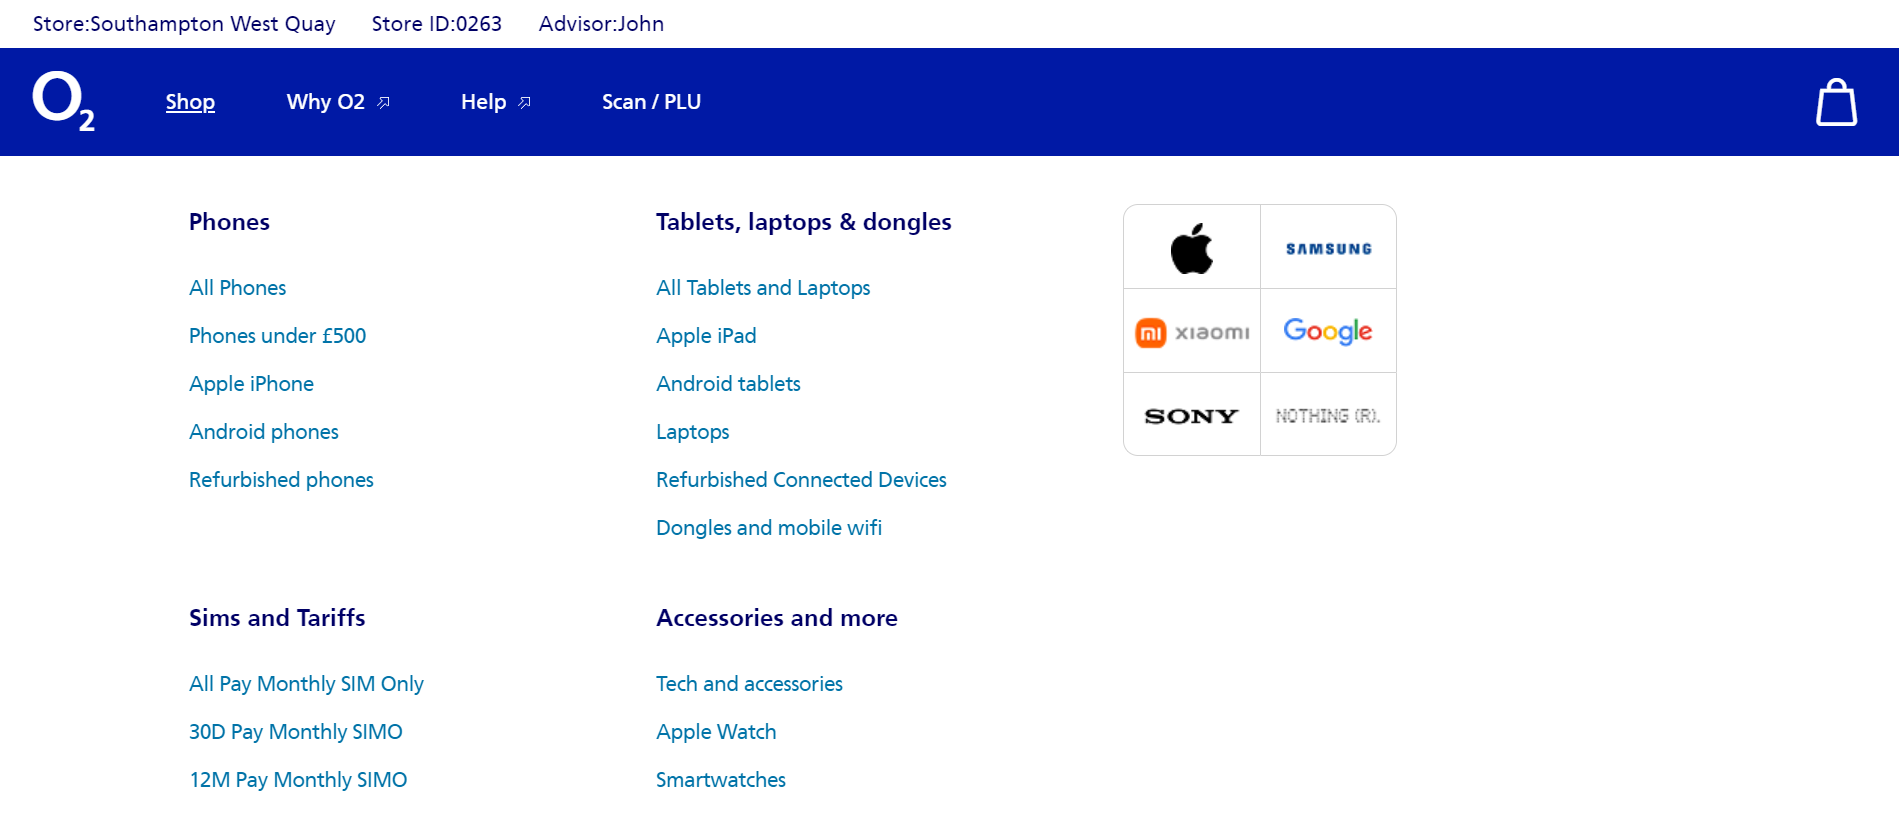 Store:Southampton West Quay Store ID:0263 Advisor:John
O2 Shop Why O2 Help Scan / PLU
Phones
All Phones
Phones under £500
Apple iPhone
Android phones
Refurbished phones
Tablets, laptops & dongles
All Tablets and Laptops
Apple iPad
Android tablets
Laptops
Refurbished Connected Devices
Dongles and mobile wifi
SAMSUNG
mi xiaomi Google
SONY NOTHING (R).
Sims and Tariffs
All Pay Monthly SIM Only
30D Pay Monthly SIMO
12M Pay Monthly SIMO
Accessories and more
Tech and accessories
Apple Watch
Smartwatches